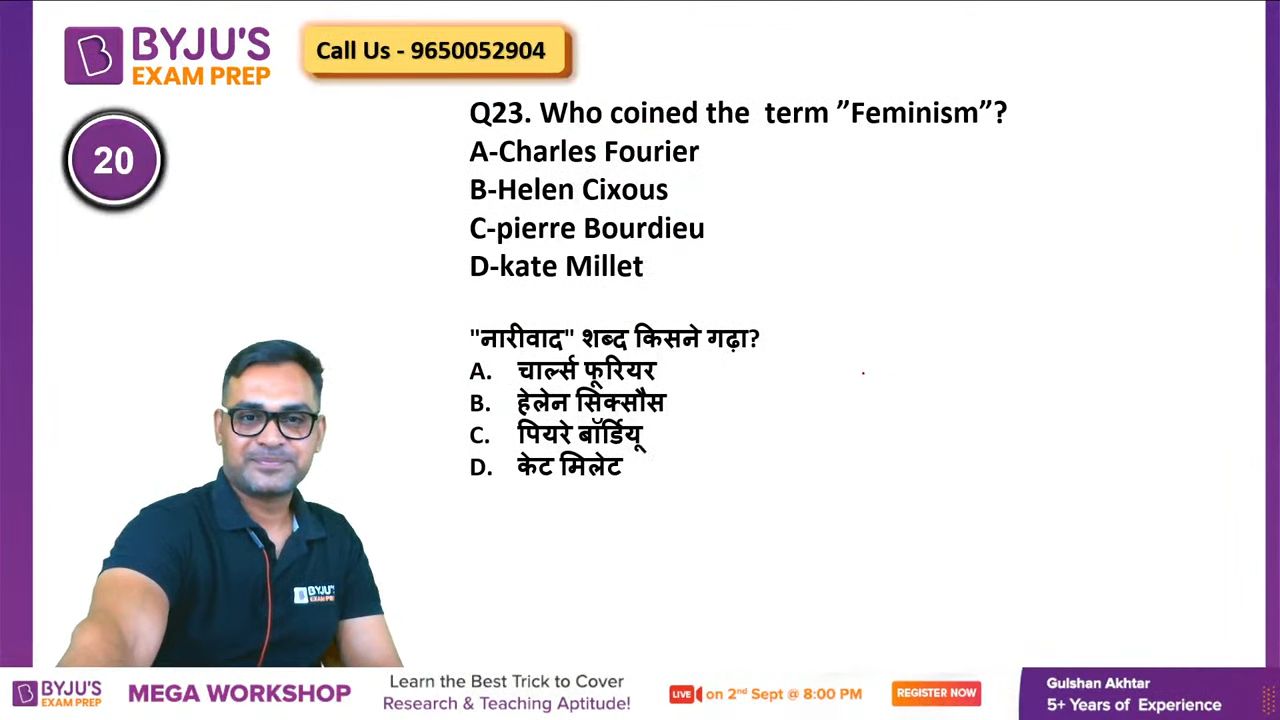 BYJU'S
EXAM PREP
Call Us - 9650052904
20
Q23. Who coined the term ”Feminism”?
A-Charles Fourier
B-Helen Cixous
C-pierre Bourdieu
D-kate Millet
"नारीवाद" शब्द किसने गढ़ा?
A. चार्ल्स फूरियर
B. हेलेन सिक्सौस
C. पियरे बॉर्डियू
D. केट मिलेट
BYJU'S
EXAM PREP
BYJU'S
EXAM PREP
MEGA WORKSHOP
Learn the Best Trick to Cover
Research & Teaching Aptitude!
LIVE on 2nd Sept @ 8:00 PM
REGISTER NOW
Gulshan Akhtar
5+ Years of Experience